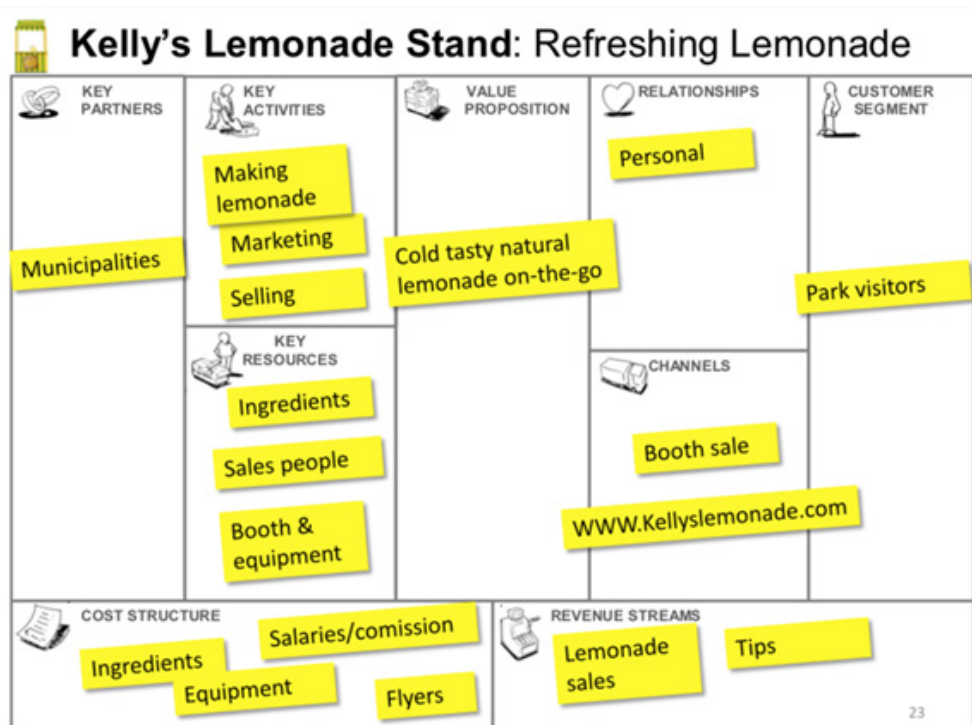 Kelly's Lemonade Stand: Refreshing Lemonade
KEY
PARTNERS
Municipalities
KEY
ACTIVITIES
Making
lemonade
Marketing
Selling
KEY
RESOURCES
Ingredients
Sales people
Booth &
equipment
VALUE
PROPOSITION
Cold tasty natural
lemonade on-the-go
RELATIONSHIPS
Personal
CHANNELS
Booth sale
WWW.Kellyslemonade.com
CUSTOMER
SEGMENT
Park visitors
COST STRUCTURE
Ingredients
Salaries/comission
Equipment
Flyers
REVENUE STREAMS
Lemonade
sales
Tips
23